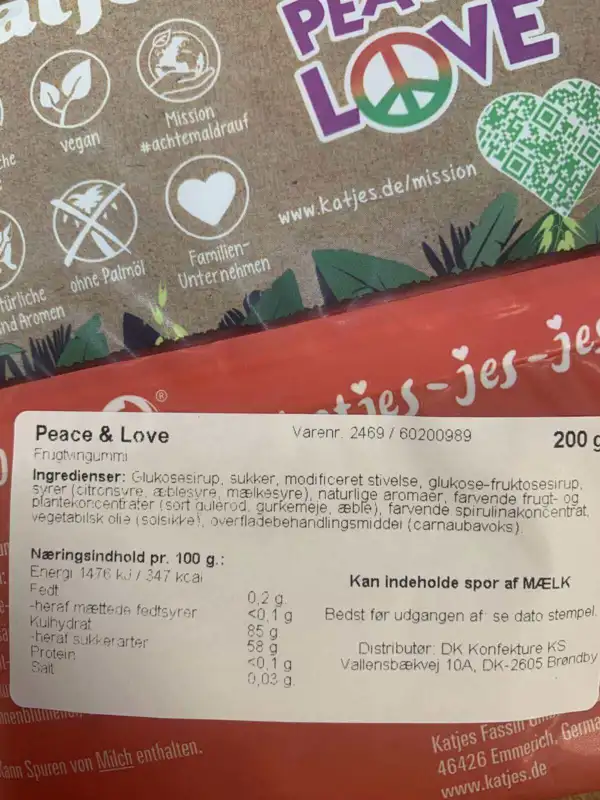 PEA
LOVE
vegan
Mission
#achtemaldrauf
ohne Palmöl
Familien-
Unternehmen
www.katjes.de/mission
nd Aromen
-jes-jes
®
Peace & Love
Varenr. 2469 / 60200989
200 g
Frugtvingummi
Ingredienser: Glukosesirup, sukker, modificeret stivelse, glukose-fruktosesirup,
syrer (citronsyre, æblesyre, mælkesyre), naturlige aromaer, farvende frugt- og
plantekoncentrater (sort gulerod, gurkemeje, æble), farvende spirulinakoncentrat,
vegetabilsk olie (solsikke), overfladebehandlingsmiddel (carnaubavoks).
Næringsindhold pr. 100 g.:
Energi 1476 kJ / 347 kcal
Fedt 0,2 g
-heraf mættede fedtsyrer <0,1 g
Kulhydrat 85 g
-heraf sukkerarter 58 g
Protein <0,1 g
Salt 0,03 g
Kan indeholde spor af MÆLK
Bedst før udgangen af: se dato stempel.
Distributør: DK Konfekture KS
Vallensbækvej 10A, DK-2605 Brøndby
Kann Spuren von Milch enthalten.
Katjes Fassin
46426 Emmerich, Germa
www.katjes.de